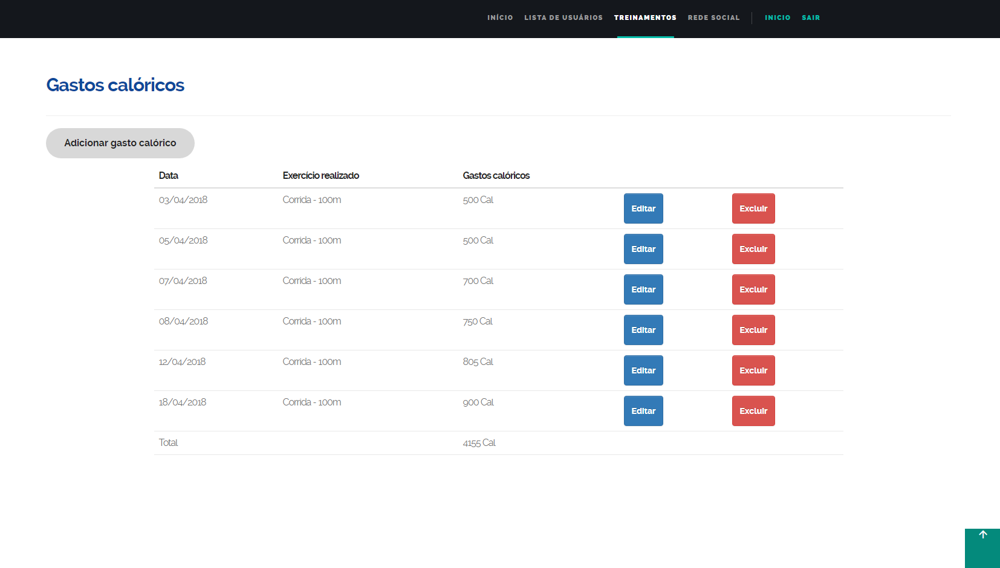 INÍCIO LISTA DE USUÁRIOS TREINAMENTOS REDE SOCIAL INICIO SAIR
Gastos calóricos
Adicionar gasto calórico
Data Exercício realizado Gastos calóricos
03/04/2018 Corrida - 100m 500 Cal Editar Excluir
05/04/2018 Corrida - 100m 500 Cal Editar Excluir
07/04/2018 Corrida - 100m 700 Cal Editar Excluir
08/04/2018 Corrida - 100m 750 Cal Editar Excluir
12/04/2018 Corrida - 100m 805 Cal Editar Excluir
18/04/2018 Corrida - 100m 900 Cal Editar Excluir
Total 4155 Cal